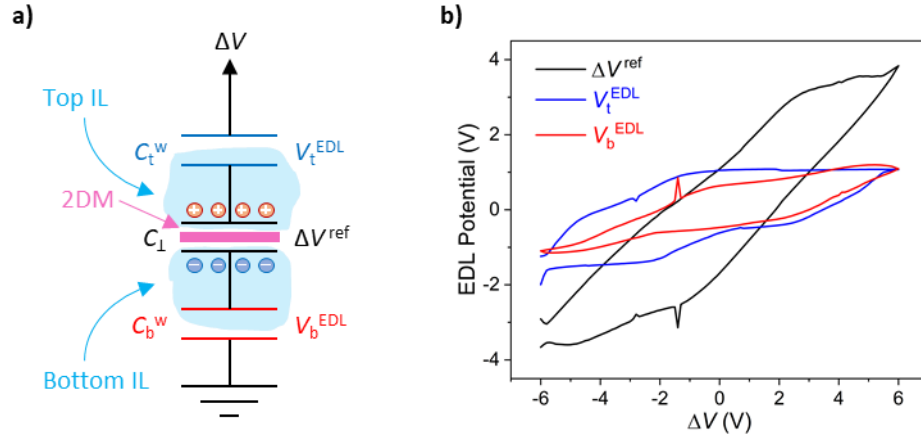 a)
ΔV
Top IL
C_t^w
V_t^EDL
2DM
C_⊥
ΔV^ref
C_b^w
V_b^EDL
Bottom IL
b)
ΔV^ref
V_t^EDL
V_b^EDL
EDL Potential (V)
4
2
0
-2
-4
-6
-4
-2
0
2
4
6
ΔV (V)